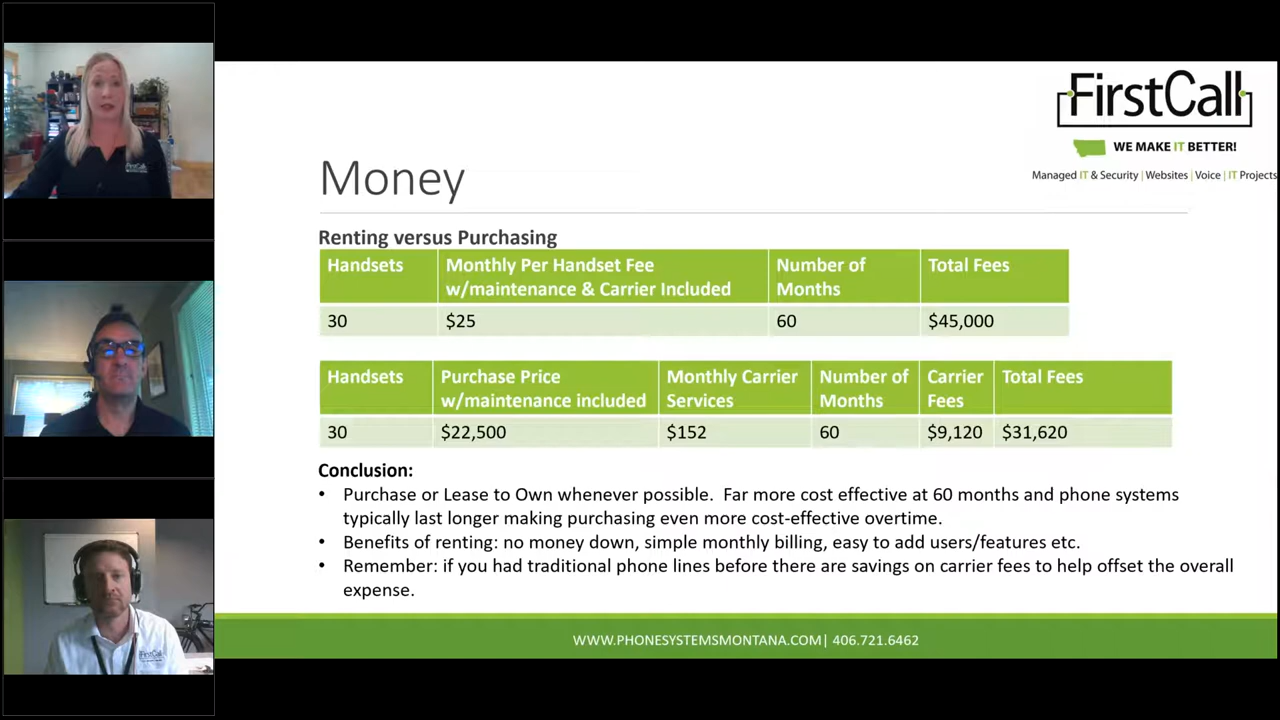 FirstCall
WE MAKE IT BETTER!
Managed IT & Security | Websites | Voice | IT Projects
Money
Renting versus Purchasing
Handsets Monthly Per Handset Fee Number of Total Fees
w/maintenance & Carrier Included Months
30 $25 60 $45,000
Handsets Purchase Price Monthly Carrier Number of Carrier Total Fees
w/maintenance included Services Months Fees
30 $22,500 $152 60 $9,120 $31,620
Conclusion:
• Purchase or Lease to Own whenever possible. Far more cost effective at 60 months and phone systems
typically last longer making purchasing even more cost-effective overtime.
• Benefits of renting: no money down, simple monthly billing, easy to add users/features etc.
• Remember: if you had traditional phone lines before there are savings on carrier fees to help offset the overall
expense.
WWW.PHONESYSTEMSMONTANA.COM| 406.721.6462
FirstCall
FirstCall